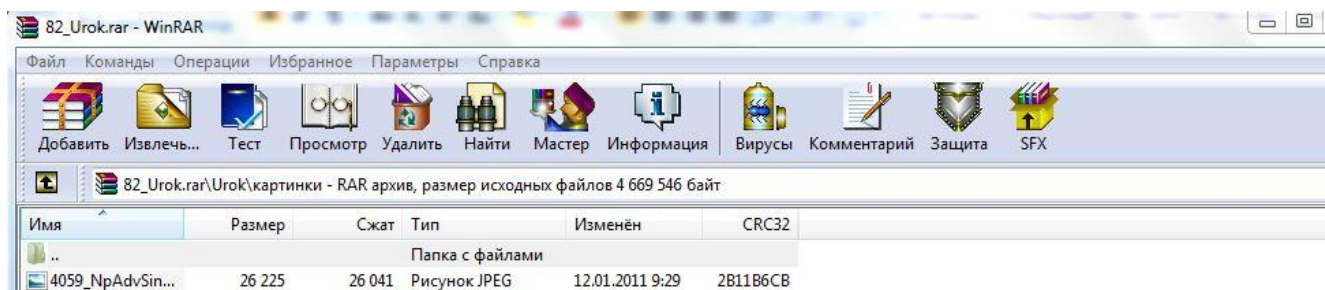 82_Urok.rar - WinRAR
Файл Команды Операции Избранное Параметры Справка
Добавить Извлечь... Тест Просмотр Удалить Найти Мастер Информация Вирусы Комментарий Защита SFX
82_Urok.rar\Urok\картинки - RAR архив, размер исходных файлов 4 669 546 байт
Имя Размер Сжат Тип Изменён CRC32
.. Папка с файлами
4059_NpAdvSin... 26 225 26 041 Рисунок JPEG 12.01.2011 9:29 2B11B6CB